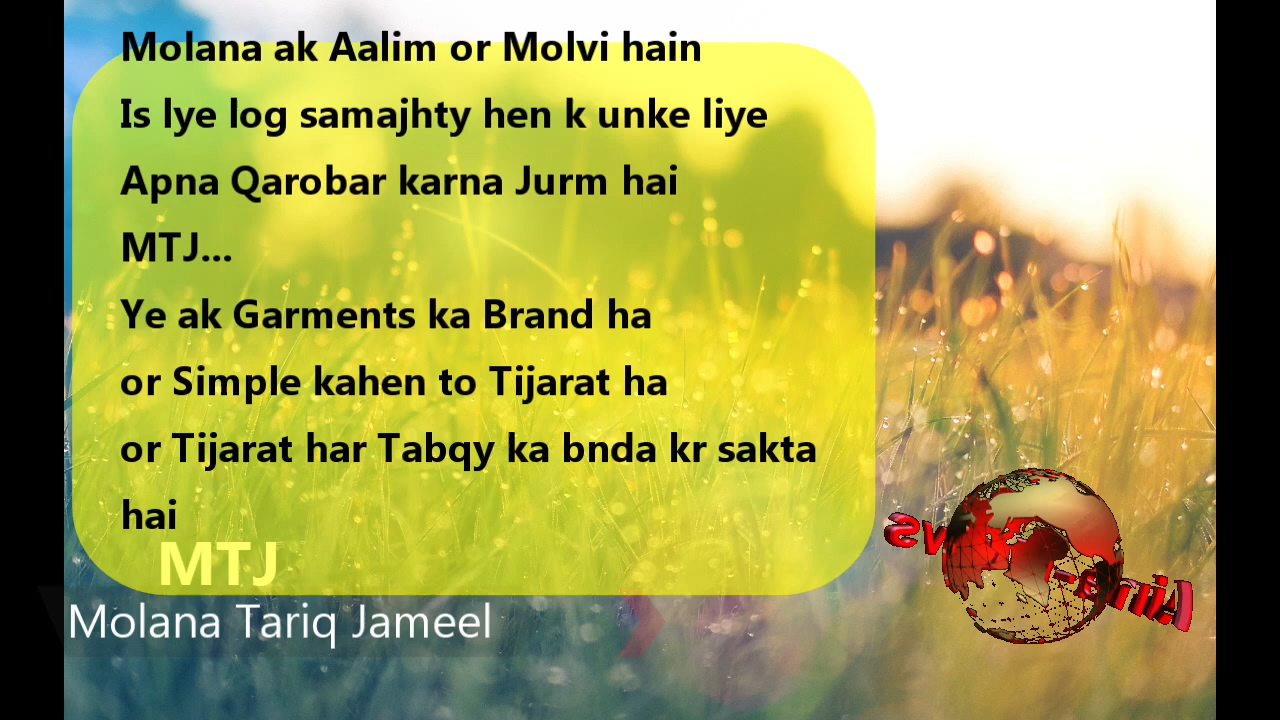 Molana ak Aalim or Molvi hain
Is lye log samajhty hen k unke liye
Apna Qarobar karna Jurm hai
MTJ...
Ye ak Garments ka Brand ha
or Simple kahen to Tijarat ha
or Tijarat har Tabqy ka bnda kr sakta
hai
MTJ
Molana Tariq Jameel